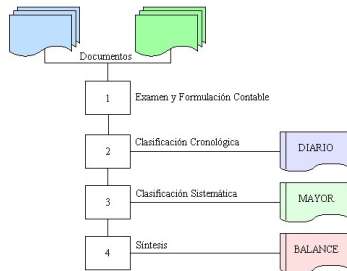 Documentos
1
Examen y Formulación Contable
2
Clasificación Cronológica
DIARIO
3
Clasificación Sistemática
MAYOR
4
Síntesis
BALANCE